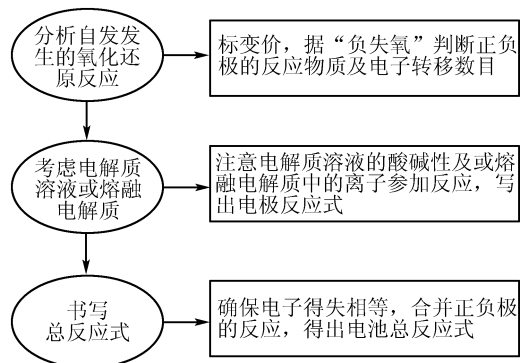 分析自发发
生的氧化还
原反应
标变价，据“负失氧”判断正负
极的反应物质及电子转移数目
考虑电解质
溶液或熔融
电解质
注意电解质溶液的酸碱性及或熔
融电解质中的离子参加反应，写
出电极反应式
书写
总反应式
确保电子得失相等，合并正负极
的反应，得出电池总反应式